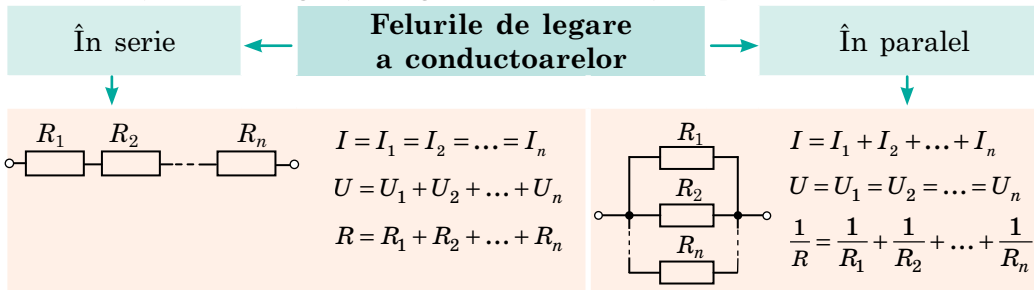 În serie
Felurile de legare
a conductoarelor
În paralel
R₁ R₂ Rₙ
I = I₁ = I₂ = ... = Iₙ
U = U₁ + U₂ + ... + Uₙ
R = R₁ + R₂ + ... + Rₙ
R₁
R₂
Rₙ
I = I₁ + I₂ + ... + Iₙ
U = U₁ = U₂ = ... = Uₙ
1/R = 1/R₁ + 1/R₂ + ... + 1/Rₙ